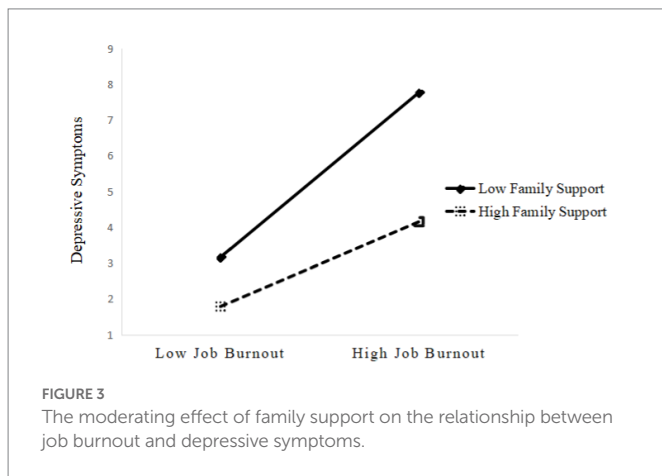 9
8
7
6
5
4
3
2
1
Depressive Symptoms
Low Family Support
High Family Support
Low Job Burnout High Job Burnout
FIGURE 3
The moderating effect of family support on the relationship between
job burnout and depressive symptoms.